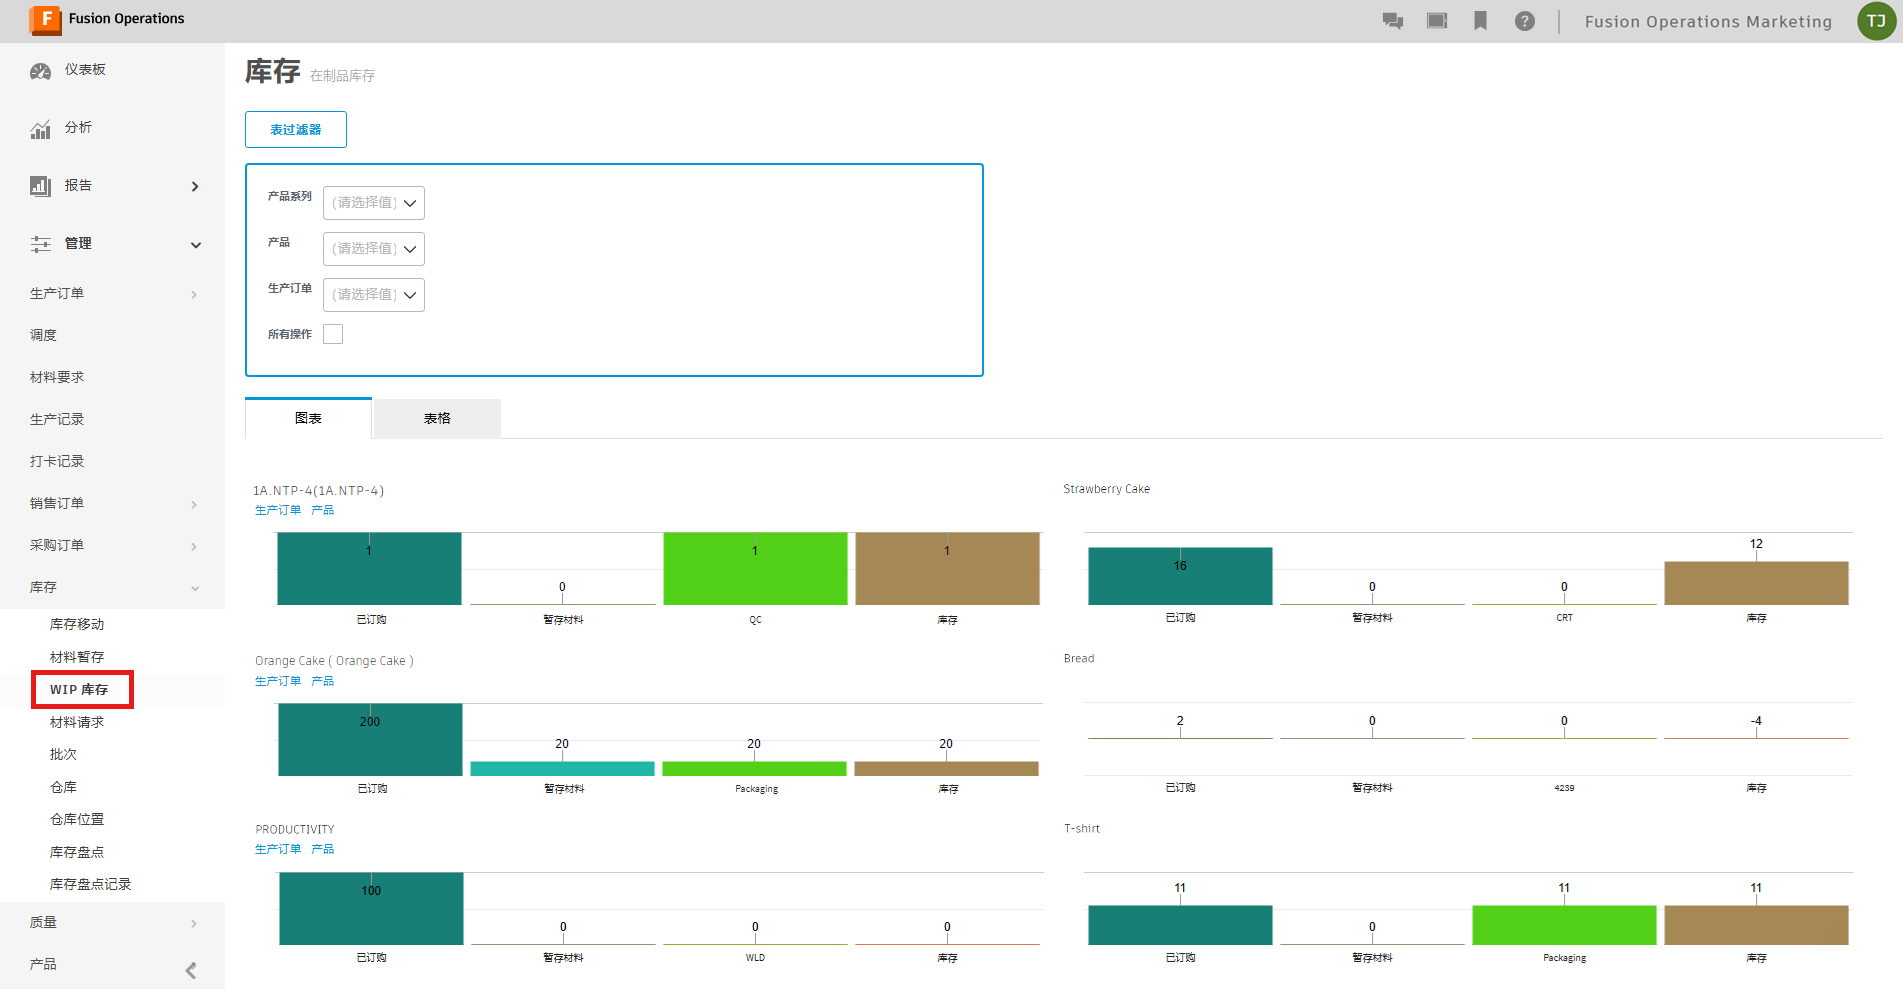 F Fusion Operations
Fusion Operations Marketing
TJ
仪表板
分析
报告
管理
生产订单
调度
材料要求
生产记录
打卡记录
销售订单
采购订单
库存
库存移动
材料暂存
WIP 库存
材料请求
批次
仓库
仓库位置
库存盘点
库存盘点记录
质量
产品
库存 在制品库存
表过滤器
产品系列 (请选择值)
产品 (请选择值)
生产订单 (请选择值)
所有操作
图表 表格
1A.NTP-4(1A.NTP-4)
生产订单 产品
1 0 1 1
已订购 暂存材料 QC 库存
Strawberry Cake
16 0 0 12
已订购 暂存材料 CRT 库存
Orange Cake ( Orange Cake )
生产订单 产品
200 20 20 20
已订购 暂存材料 Packaging 库存
Bread
2 0 0 -4
已订购 暂存材料 4239 库存
PRODUCTIVITY
生产订单 产品
100 0 0 0
已订购 暂存材料 WLD 库存
T-shirt
11 0 11 11
已订购 暂存材料 Packaging 库存